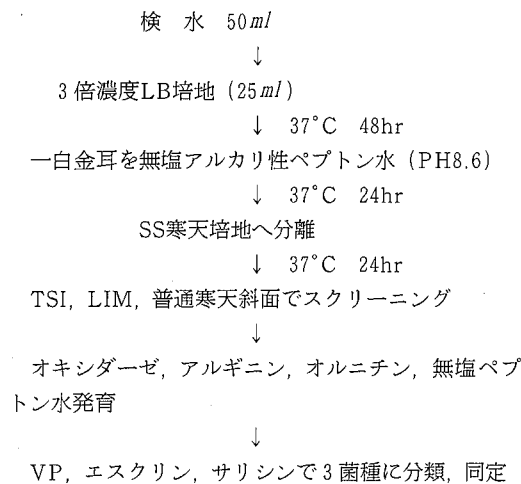 検 水 50ml
↓
3倍濃度LB培地 (25ml)
↓ 37°C 48hr
一白金耳を無塩アルカリ性ペプトン水 (PH8.6)
↓ 37°C 24hr
SS寒天培地へ分離
↓ 37°C 24hr
TSI, LIM, 普通寒天斜面でスクリーニング
↓
オキシダーゼ, アルギニン, オルニチン, 無塩ペプ
トン水発育
↓
VP, エスクリン, サリシンで3菌種に分類, 同定